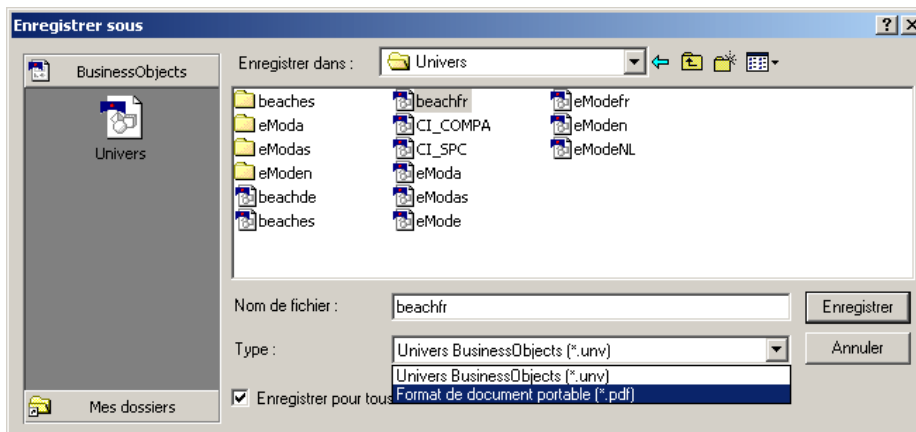 Enregistrer sous
BusinessObjects
Univers
Mes dossiers
Enregistrer dans :
Univers
beaches
eModa
eModas
eModen
beachde
beaches
beachfr
CI_COMPA
CI_SPC
eModa
eModas
eMode
eModefr
eModen
eModeNL
Nom de fichier :
beachfr
Enregistrer
Type :
Univers BusinessObjects (*.unv)
Annuler
Univers BusinessObjects (*.unv)
Format de document portable (*.pdf)
Enregistrer pour tous